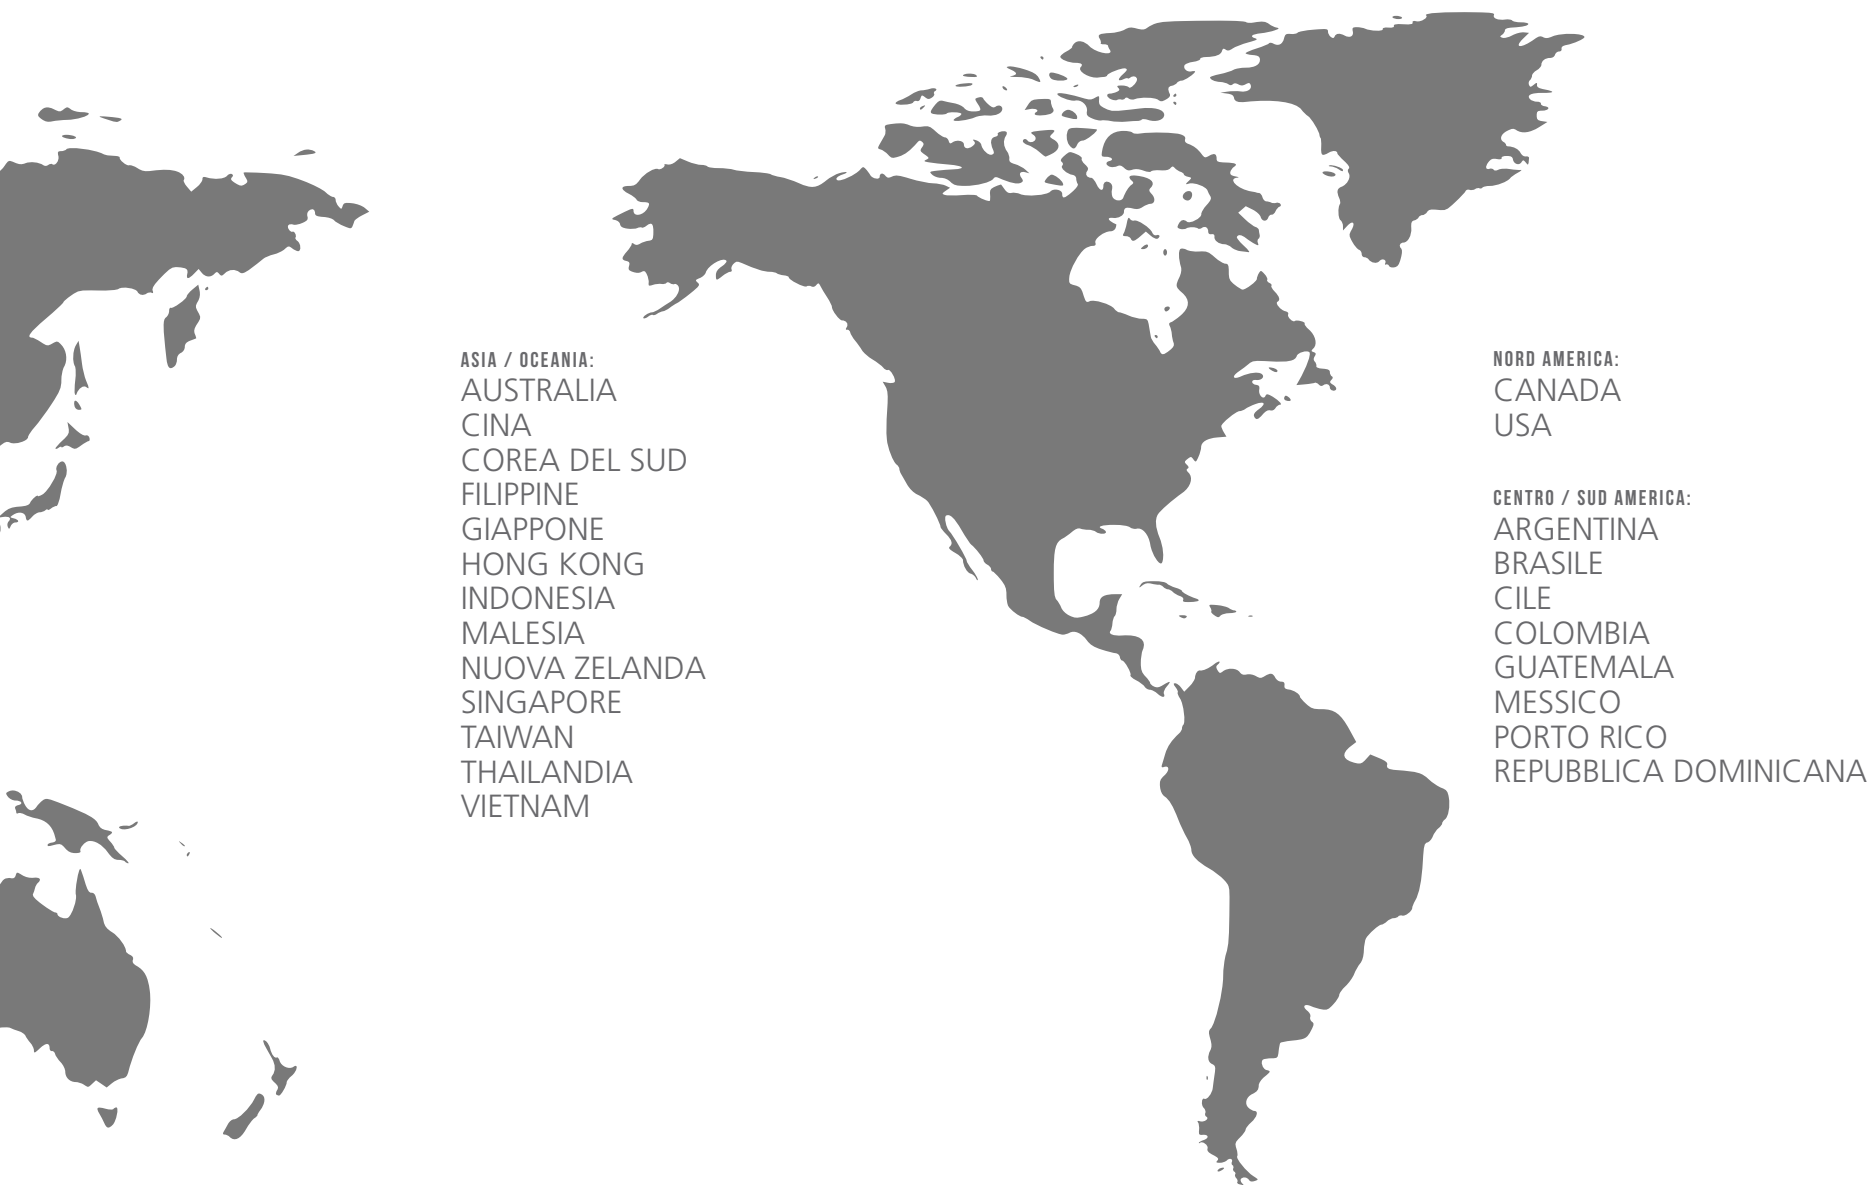 ASIA / OCEANIA:
AUSTRALIA
CINA
COREA DEL SUD
FILIPPINE
GIAPPONE
HONG KONG
INDONESIA
MALESIA
NUOVA ZELANDA
SINGAPORE
TAIWAN
THAILANDIA
VIETNAM
NORD AMERICA:
CANADA
USA
CENTRO / SUD AMERICA:
ARGENTINA
BRASILE
CILE
COLOMBIA
GUATEMALA
MESSICO
PORTO RICO
REPUBBLICA DOMINICANA